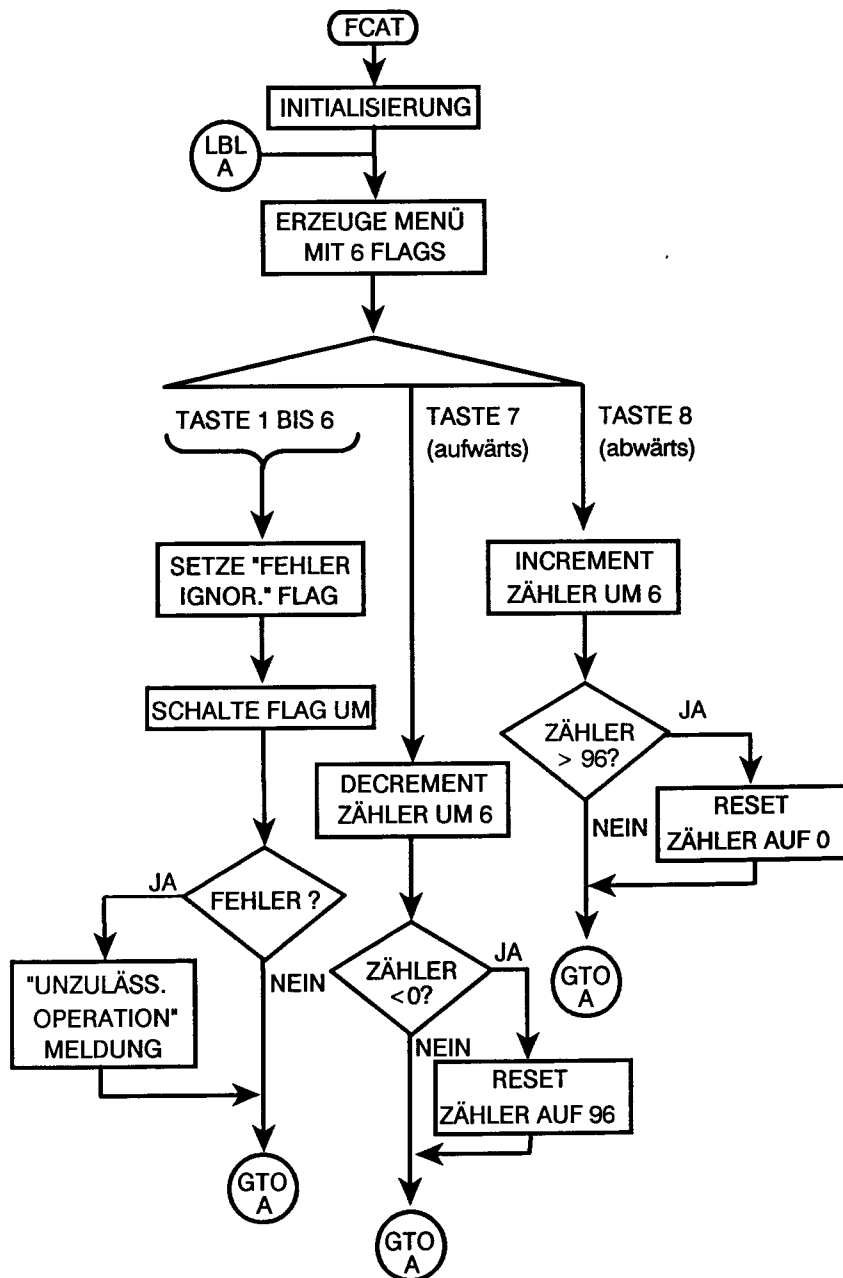 FCAT
INITIALISIERUNG
LBL
A
ERZEUGE MENÜ
MIT 6 FLAGS
TASTE 1 BIS 6
TASTE 7
(aufwärts)
TASTE 8
(abwärts)
SETZE "FEHLER
IGNOR." FLAG
INCREMENT
ZÄHLER UM 6
SCHALTE FLAG UM
ZÄHLER
> 96?
JA
DECREMENT
ZÄHLER UM 6
NEIN
RESET
ZÄHLER AUF 0
JA
FEHLER ?
NEIN
"UNZULÄSS.
OPERATION"
MELDUNG
ZÄHLER
<0?
JA
GTO
A
NEIN
RESET
ZÄHLER AUF 96
GTO
A
GTO
A